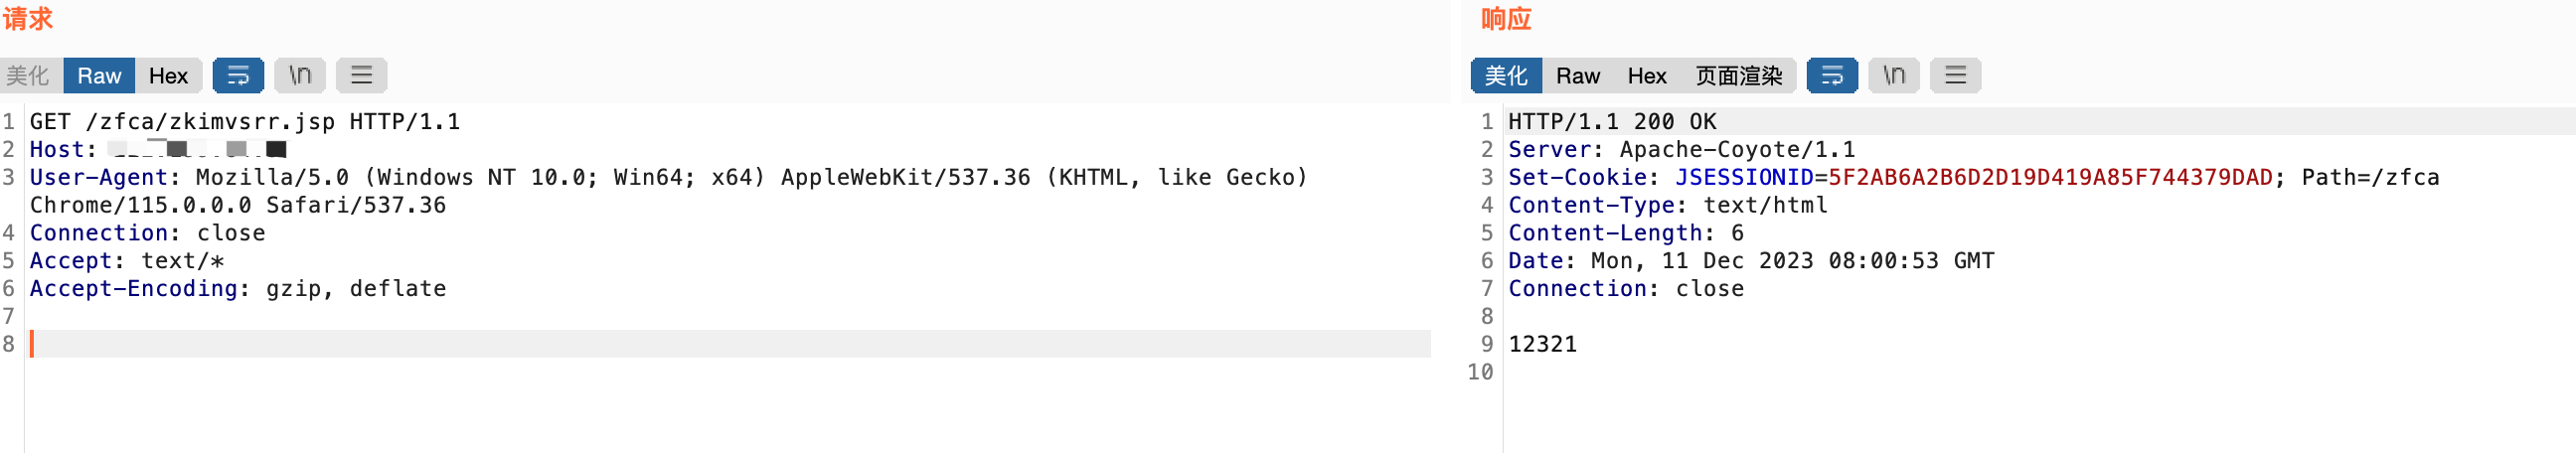 请求
美化 Raw Hex \n
1 GET /zfca/zkimvsrr.jsp HTTP/1.1
2 Host:
3 User-Agent: Mozilla/5.0 (Windows NT 10.0; Win64; x64) AppleWebKit/537.36 (KHTML, like Gecko)
Chrome/115.0.0.0 Safari/537.36
4 Connection: close
5 Accept: text/*
6 Accept-Encoding: gzip, deflate
7
8
响应
美化 Raw Hex 页面渲染 \n
1 HTTP/1.1 200 OK
2 Server: Apache-Coyote/1.1
3 Set-Cookie: JSESSIONID=5F2AB6A2B6D2D19D419A85F744379DAD; Path=/zfca
4 Content-Type: text/html
5 Content-Length: 6
6 Date: Mon, 11 Dec 2023 08:00:53 GMT
7 Connection: close
8
9 12321
10